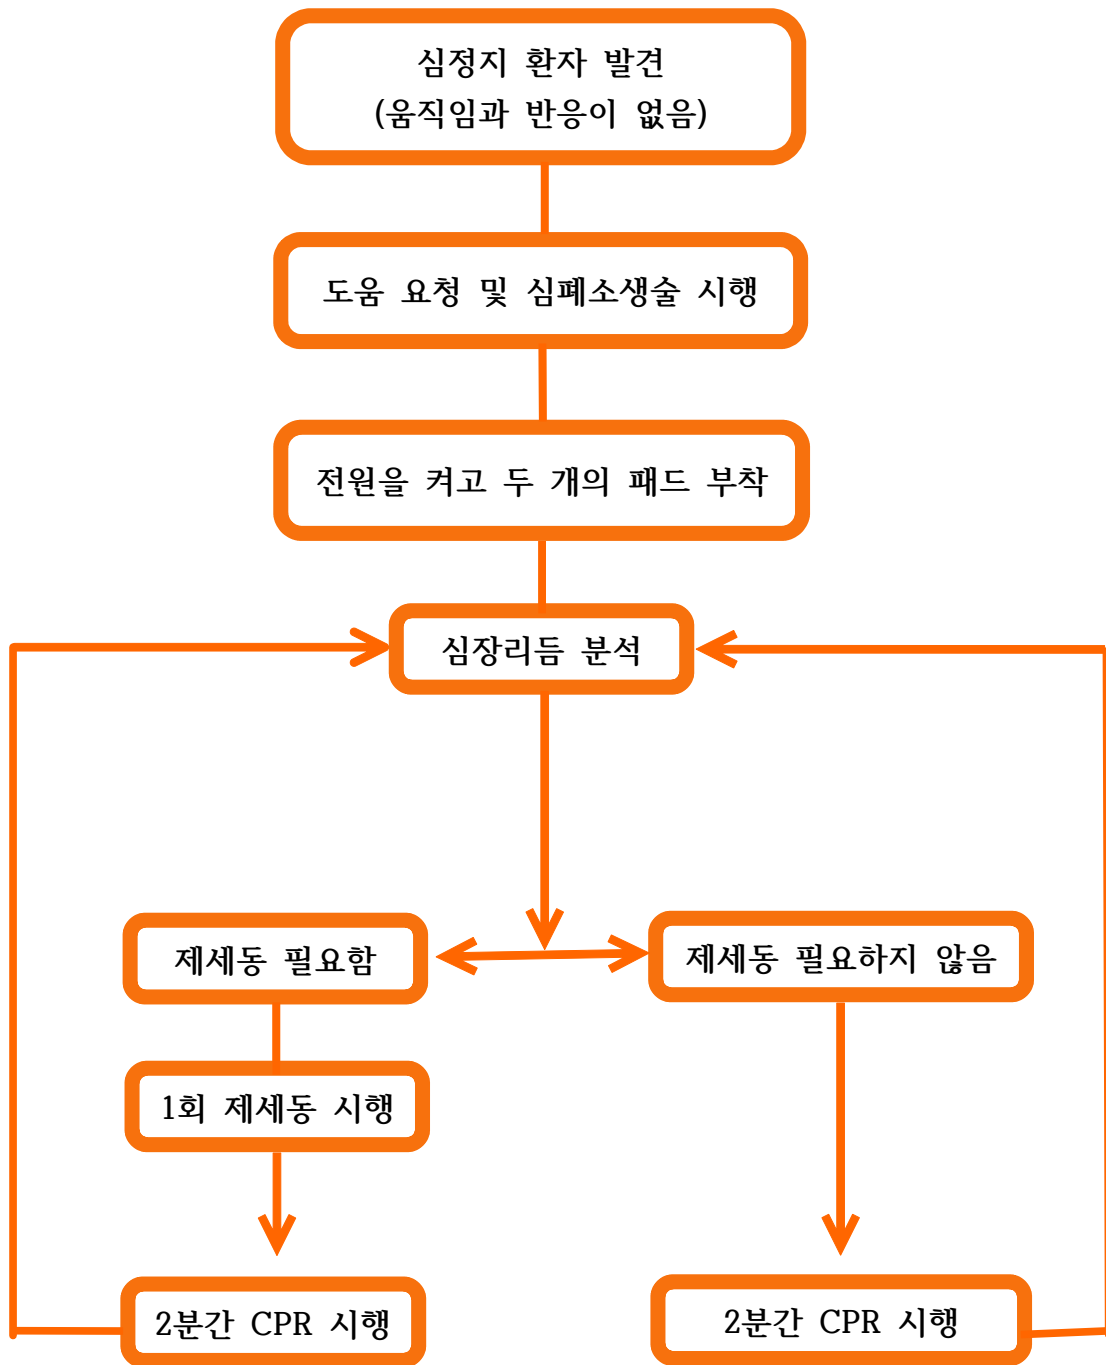 심정지 환자 발견
(움직임과 반응이 없음)
도움 요청 및 심폐소생술 시행
전원을 켜고 두 개의 패드 부착
심장리듬 분석
제세동 필요함
제세동 필요하지 않음
1회 제세동 시행
2분간 CPR 시행
2분간 CPR 시행